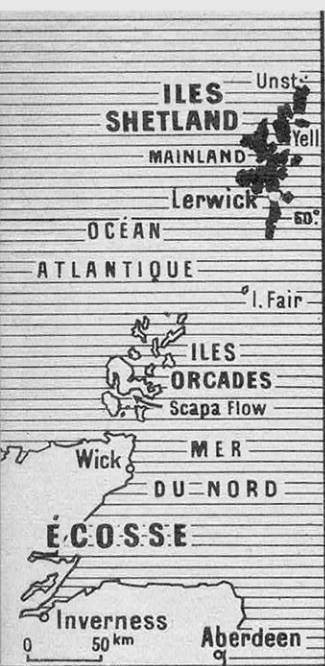 Unst
ILES
SHETLAND
Yell
MAINLAND
Lerwick
60°
OCÉAN
ATLANTIQUE
I. Fair
ILES
ORCADES
Scapa Flow
Wick
MER
DU NORD
ÉCOSSE
Inverness
0 50 km
Aberdeen